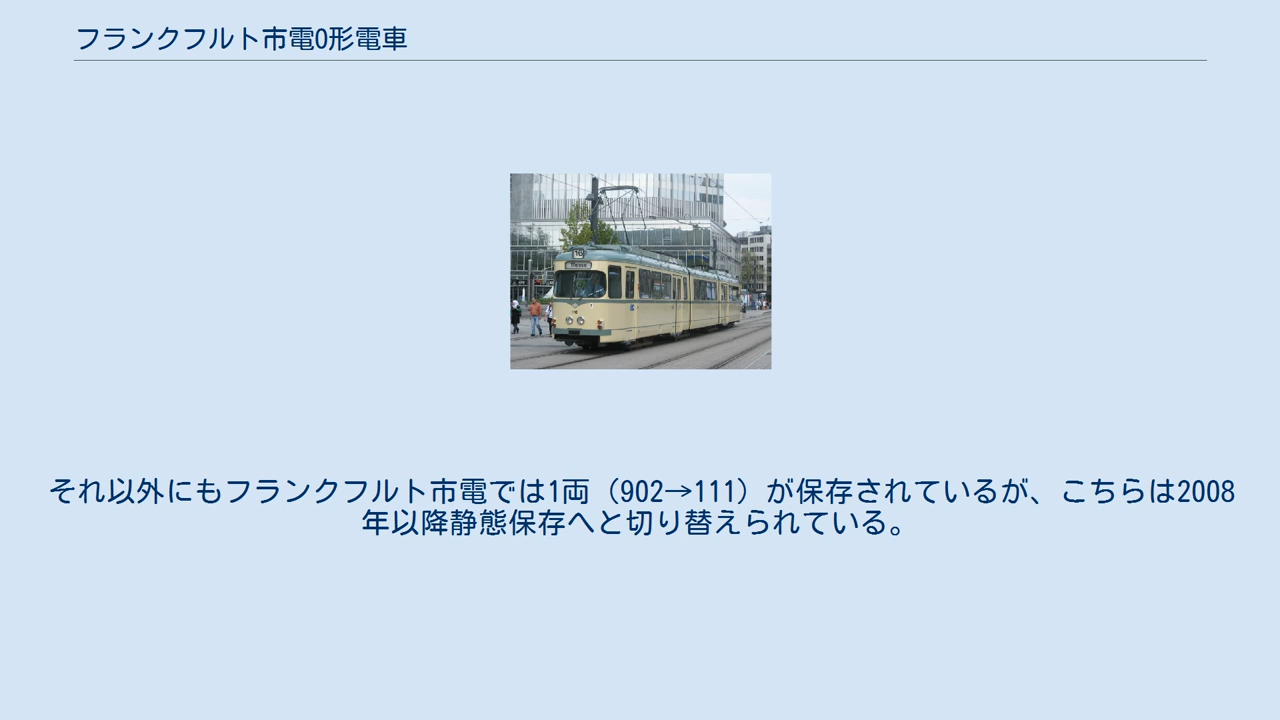 フランクフルト市電O形電車
それ以外にもフランクフルト市電では1両（902→111）が保存されているが、こちらは2008
年以降静態保存へと切り替えられている。